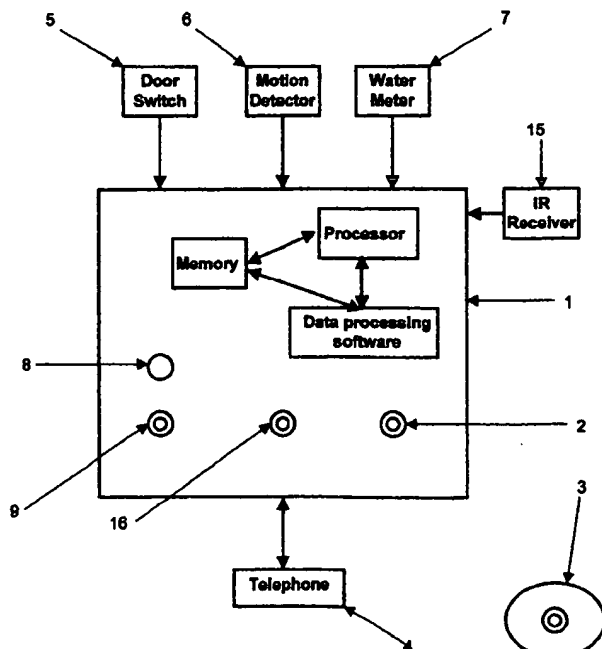 5
6
7
Door
Switch
Motion
Detector
Water
Meter
15
IR
Receiver
Processor
Memory
1
Data processing
software
8
2
9
16
3
Telephone